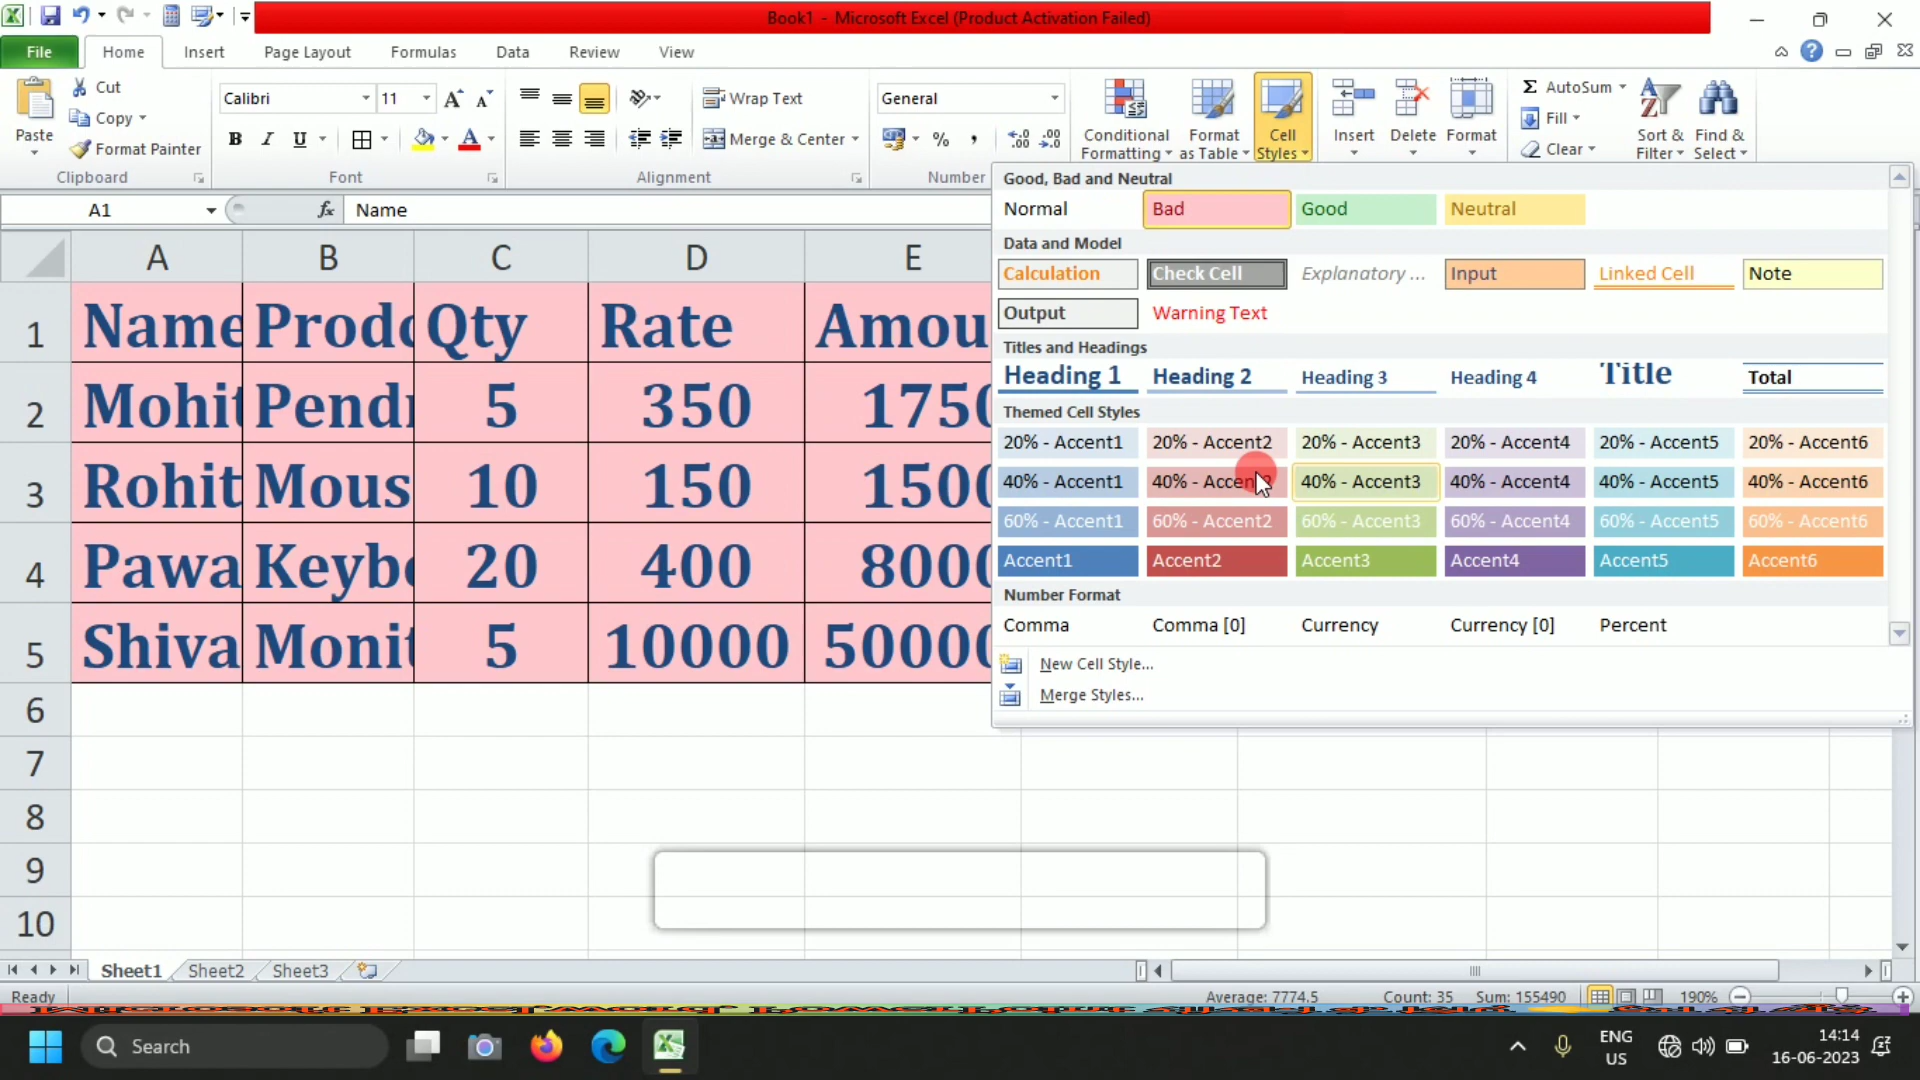 Book1 - Microsoft Excel (Product Activation Failed)
File Home Insert Page Layout Formulas Data Review View
Paste Cut Copy Format Painter
Clipboard
Calibri 11
B I U
Font
Wrap Text
Merge & Center
Alignment
General
%
Number
Conditional Formatting Format as Table Cell Styles
Insert Delete Format
AutoSum
Fill
Clear
Sort & Filter Find & Select
A1 fx Name
A B C D E
1 Name Qty Rate
2 5 350
3 Rohit 10 150
4 20 400
5 5 10000
6
7
8
9
10
Good, Bad and Neutral
Normal Bad Good Neutral
Data and Model
Calculation Check Cell Explanatory ... Input Linked Cell Note
Output Warning Text
Titles and Headings
Heading 1 Heading 2 Heading 3 Heading 4 Title Total
Themed Cell Styles
20% - Accent1 20% - Accent2 20% - Accent3 20% - Accent4 20% - Accent5 20% - Accent6
40% - Accent1 40% - 40% - Accent3 40% - Accent4 40% - Accent5 40% - Accent6
60% - Accent1 60% - Accent2 60% - Accent3 60% - Accent4 60% - Accent5 60% - Accent6
Accent1 Accent2 Accent3 Accent4 Accent5 Accent6
Number Format
Comma Comma [0] Currency Currency [0] Percent
New Cell Style...
Merge Styles...
Sheet1 Sheet2 Sheet3
Ready Average: 7774.5 Count: 35 Sum: 155490 190%
Search
ENG
US
14:14
16-06-2023